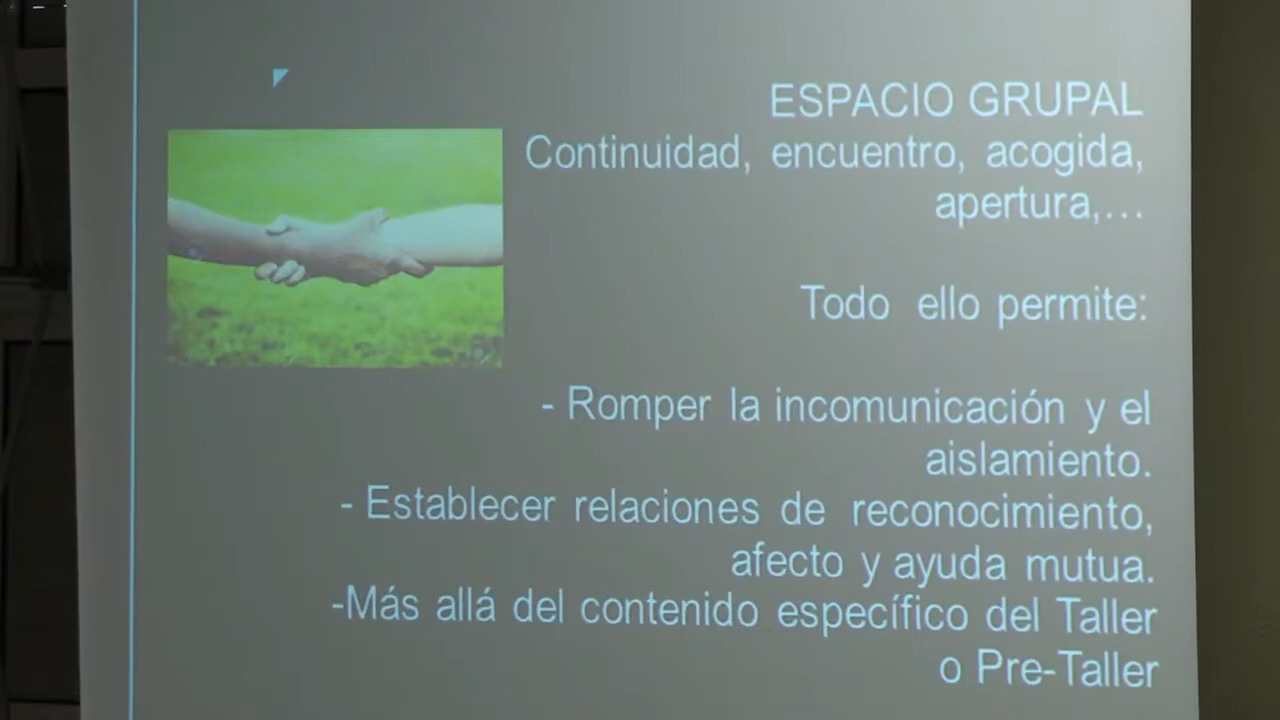 ESPACIO GRUPAL
Continuidad, encuentro, acogida,
apertura,...
Todo ello permite:
- Romper la incomunicación y el
aislamiento.
- Establecer relaciones de reconocimiento,
afecto y ayuda mutua.
-Más allá del contenido específico del Taller
o Pre-Taller